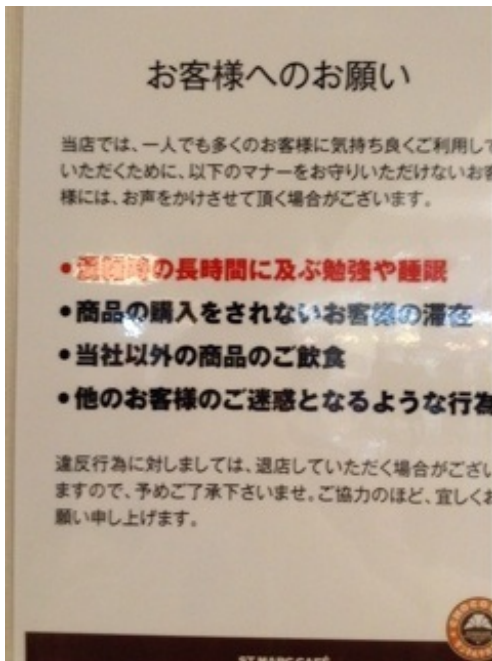 お客様へのお願い
当店では、一人でも多くのお客様に気持ち良くご利用して
いただくために、以下のマナーをお守りいただけないお客
様には、お声をかけさせて頂く場合がございます。
•満席時の長時間に及ぶ勉強や睡眠
•商品の購入をされないお客様の滞在
•当社以外の商品のご飲食
•他のお客様のご迷惑となるような行為
違反行為に対しましては、退店していただく場合がござい
ますので、予めご了承下さいませ。ご協力のほど、宜しくお
願い申し上げます。
ST.MARC CAFÉ